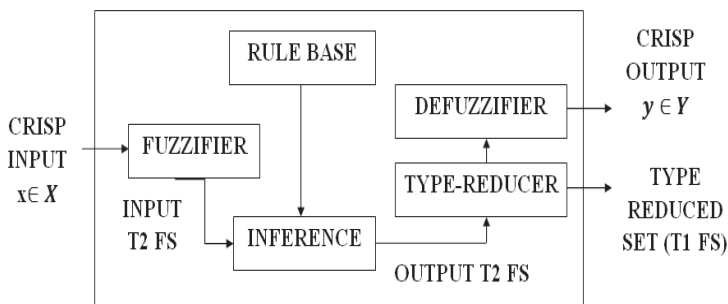 CRISP
INPUT
x∈ X
RULE BASE
FUZZIFIER
INPUT
T2 FS
INFERENCE
OUTPUT T2 FS
DEFUZZIFIER
TYPE-REDUCER
CRISP
OUTPUT
y ∈ Y
TYPE
REDUCED
SET (T1 FS)